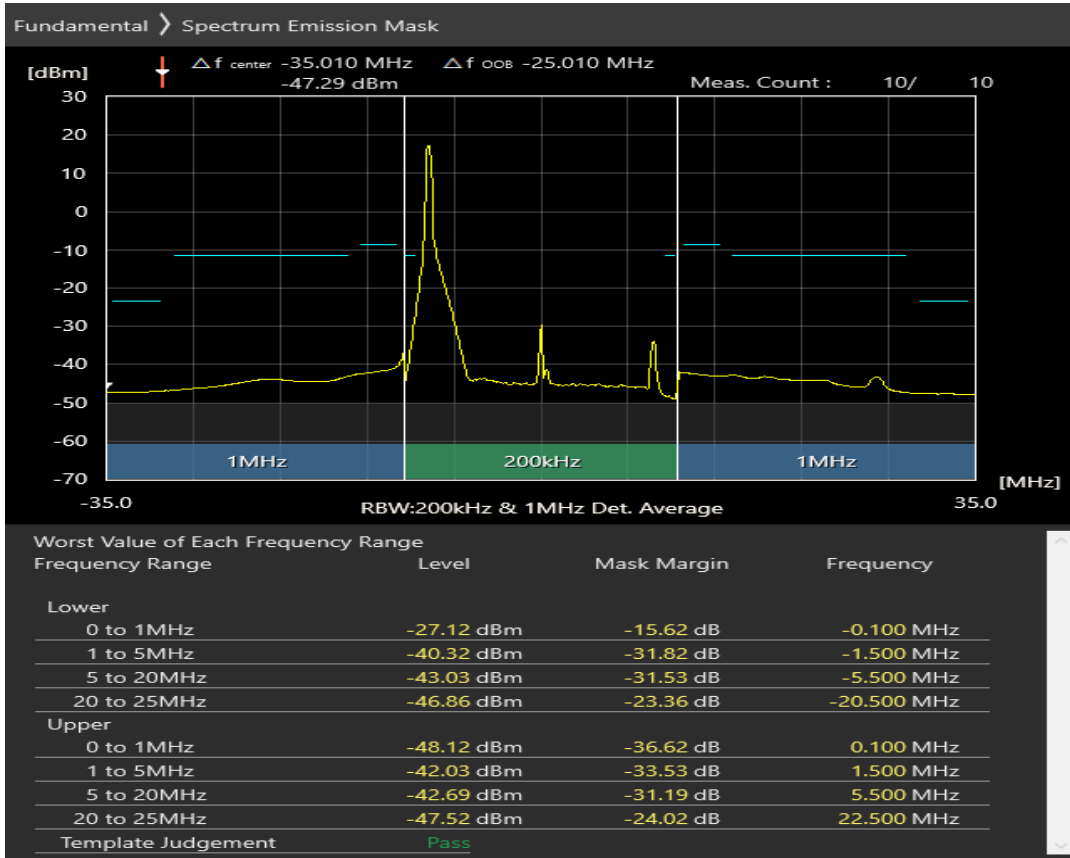 Fundamental ❯ Spectrum Emission Mask
[dBm] △f center -35.010 MHz △f OOB -25.010 MHz
-47.29 dBm Meas. Count : 10/ 10
30
20
10
0
-10
-20
-30
-40
-50
-60
1MHz 200kHz 1MHz
-70
[MHz]
-35.0 RBW:200kHz & 1MHz Det. Average 35.0
Worst Value of Each Frequency Range
Frequency Range Level Mask Margin Frequency
Lower
0 to 1MHz -27.12 dBm -15.62 dB -0.100 MHz
1 to 5MHz -40.32 dBm -31.82 dB -1.500 MHz
5 to 20MHz -43.03 dBm -31.53 dB -5.500 MHz
20 to 25MHz -46.86 dBm -23.36 dB -20.500 MHz
Upper
0 to 1MHz -48.12 dBm -36.62 dB 0.100 MHz
1 to 5MHz -42.03 dBm -33.53 dB 1.500 MHz
5 to 20MHz -42.69 dBm -31.19 dB 5.500 MHz
20 to 25MHz -47.52 dBm -24.02 dB 22.500 MHz
Template Judgement Pass